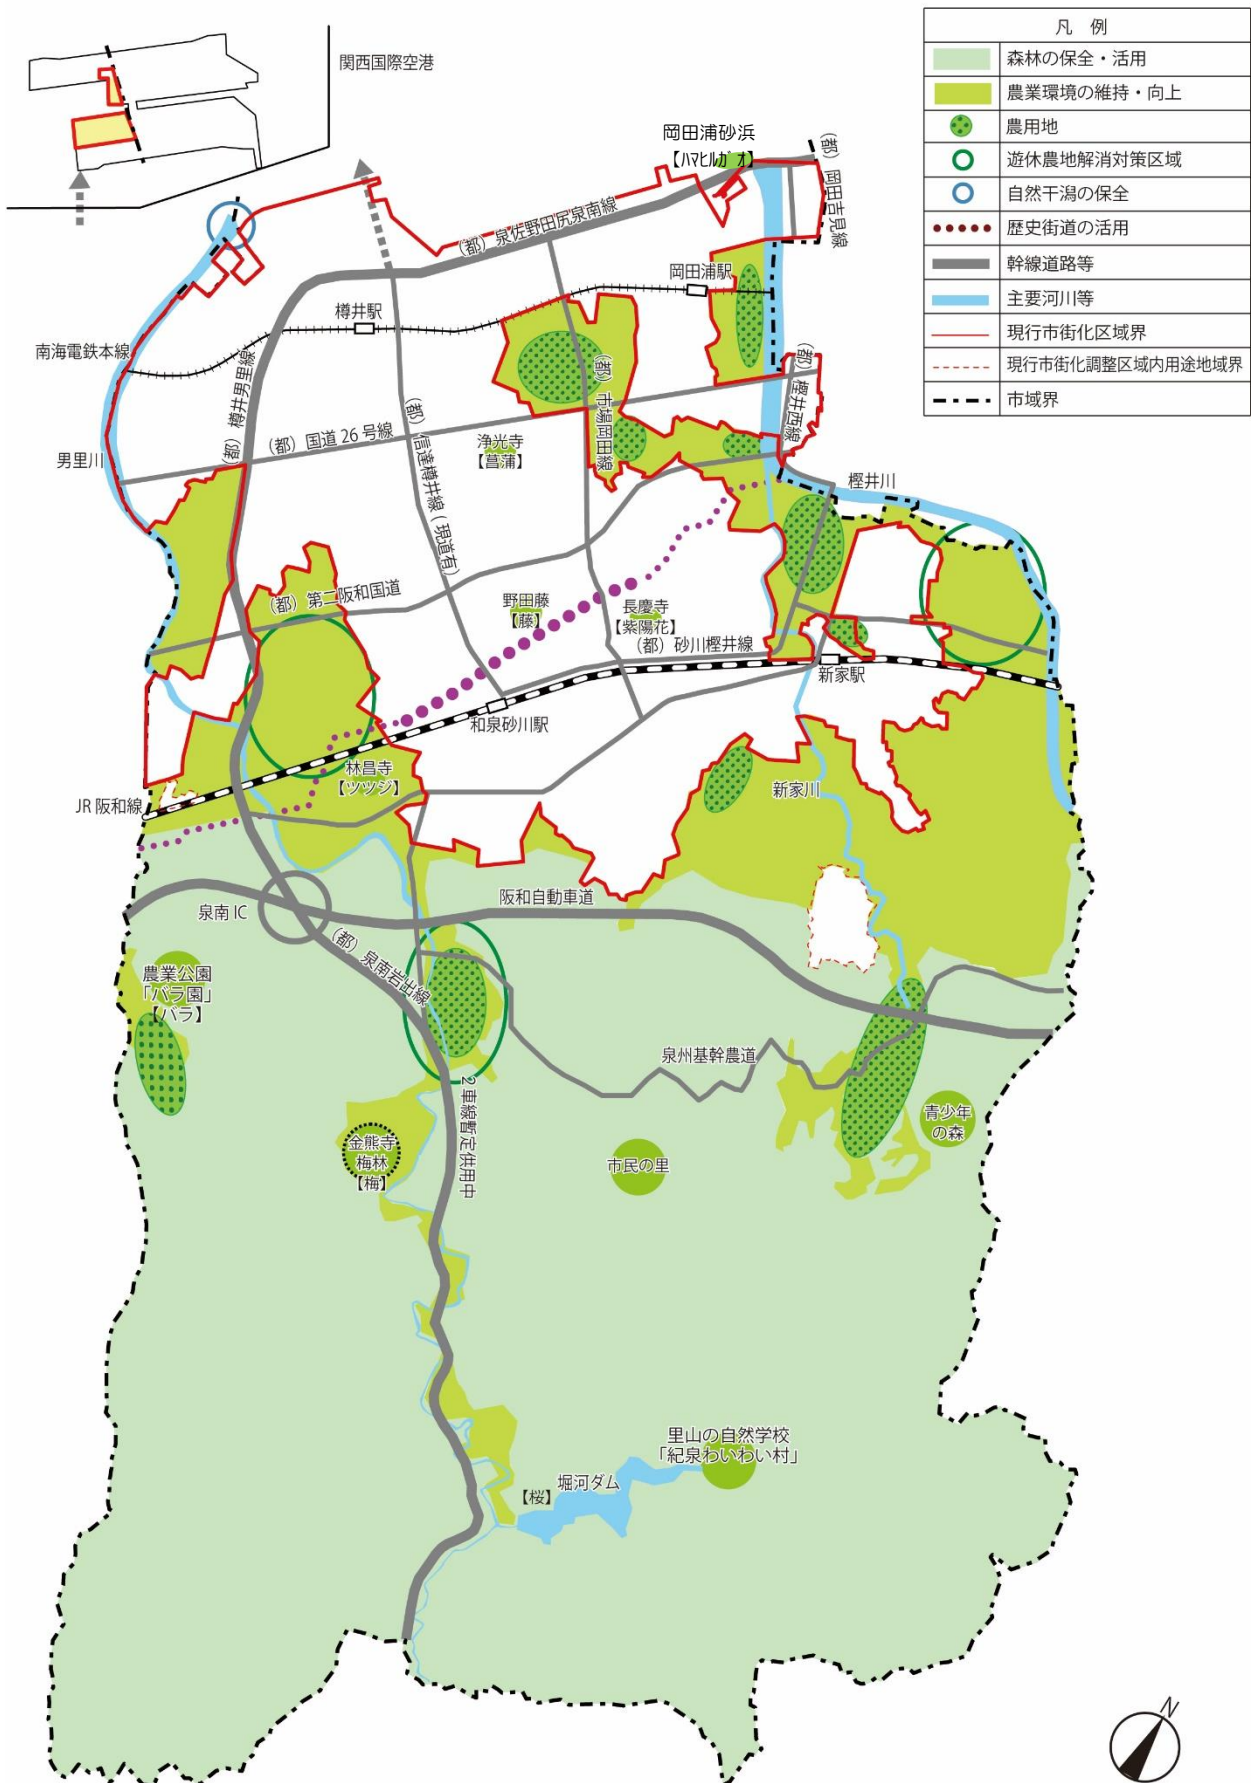 凡 例
森林の保全・活用
農業環境の維持・向上
農用地
遊休農地解消対策区域
自然干潟の保全
歴史街道の活用
幹線道路等
主要河川等
現行市街化区域界
現行市街化調整区域内用途地域界
市域界
関西国際空港
岡田浦砂浜
【ハマヒルガオ】
(都) 岡田吉見線
(都) 泉佐野田尻泉南線
岡田浦駅
樽井駅
南海電鉄本線
(都) 樽井男里線
(都) 市場岡田線
(都) 樫井西線
(都) 信達樽井線 (現道有)
(都) 国道 26 号線
浄光寺
【菖蒲】
男里川
樫井川
(都) 第二阪和国道
野田藤
【藤】
長慶寺
【紫陽花】
(都) 砂川樫井線
新家駅
和泉砂川駅
林昌寺
【ツツジ】
新家川
JR 阪和線
阪和自動車道
泉南 IC
(都) 泉南岩出線
農業公園
「バラ園」
【バラ】
泉州基幹農道
2 車線暫定供用中
青少年
の森
金熊寺
梅林
【梅】
市民の里
里山の自然学校
「紀泉わいわい村」
堀河ダム
【桜】
N